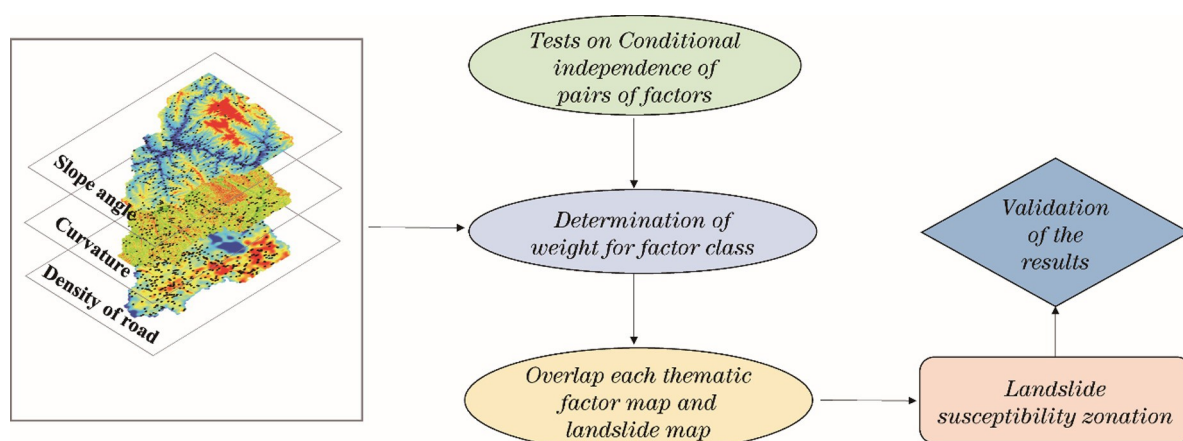 Slope angle
Curvature
Density of road
Tests on Conditional
independence of
pairs of factors
Determination of
weight for factor class
Overlap each thematic
factor map and
landslide map
Validation
of the
results
Landslide
susceptibility zonation